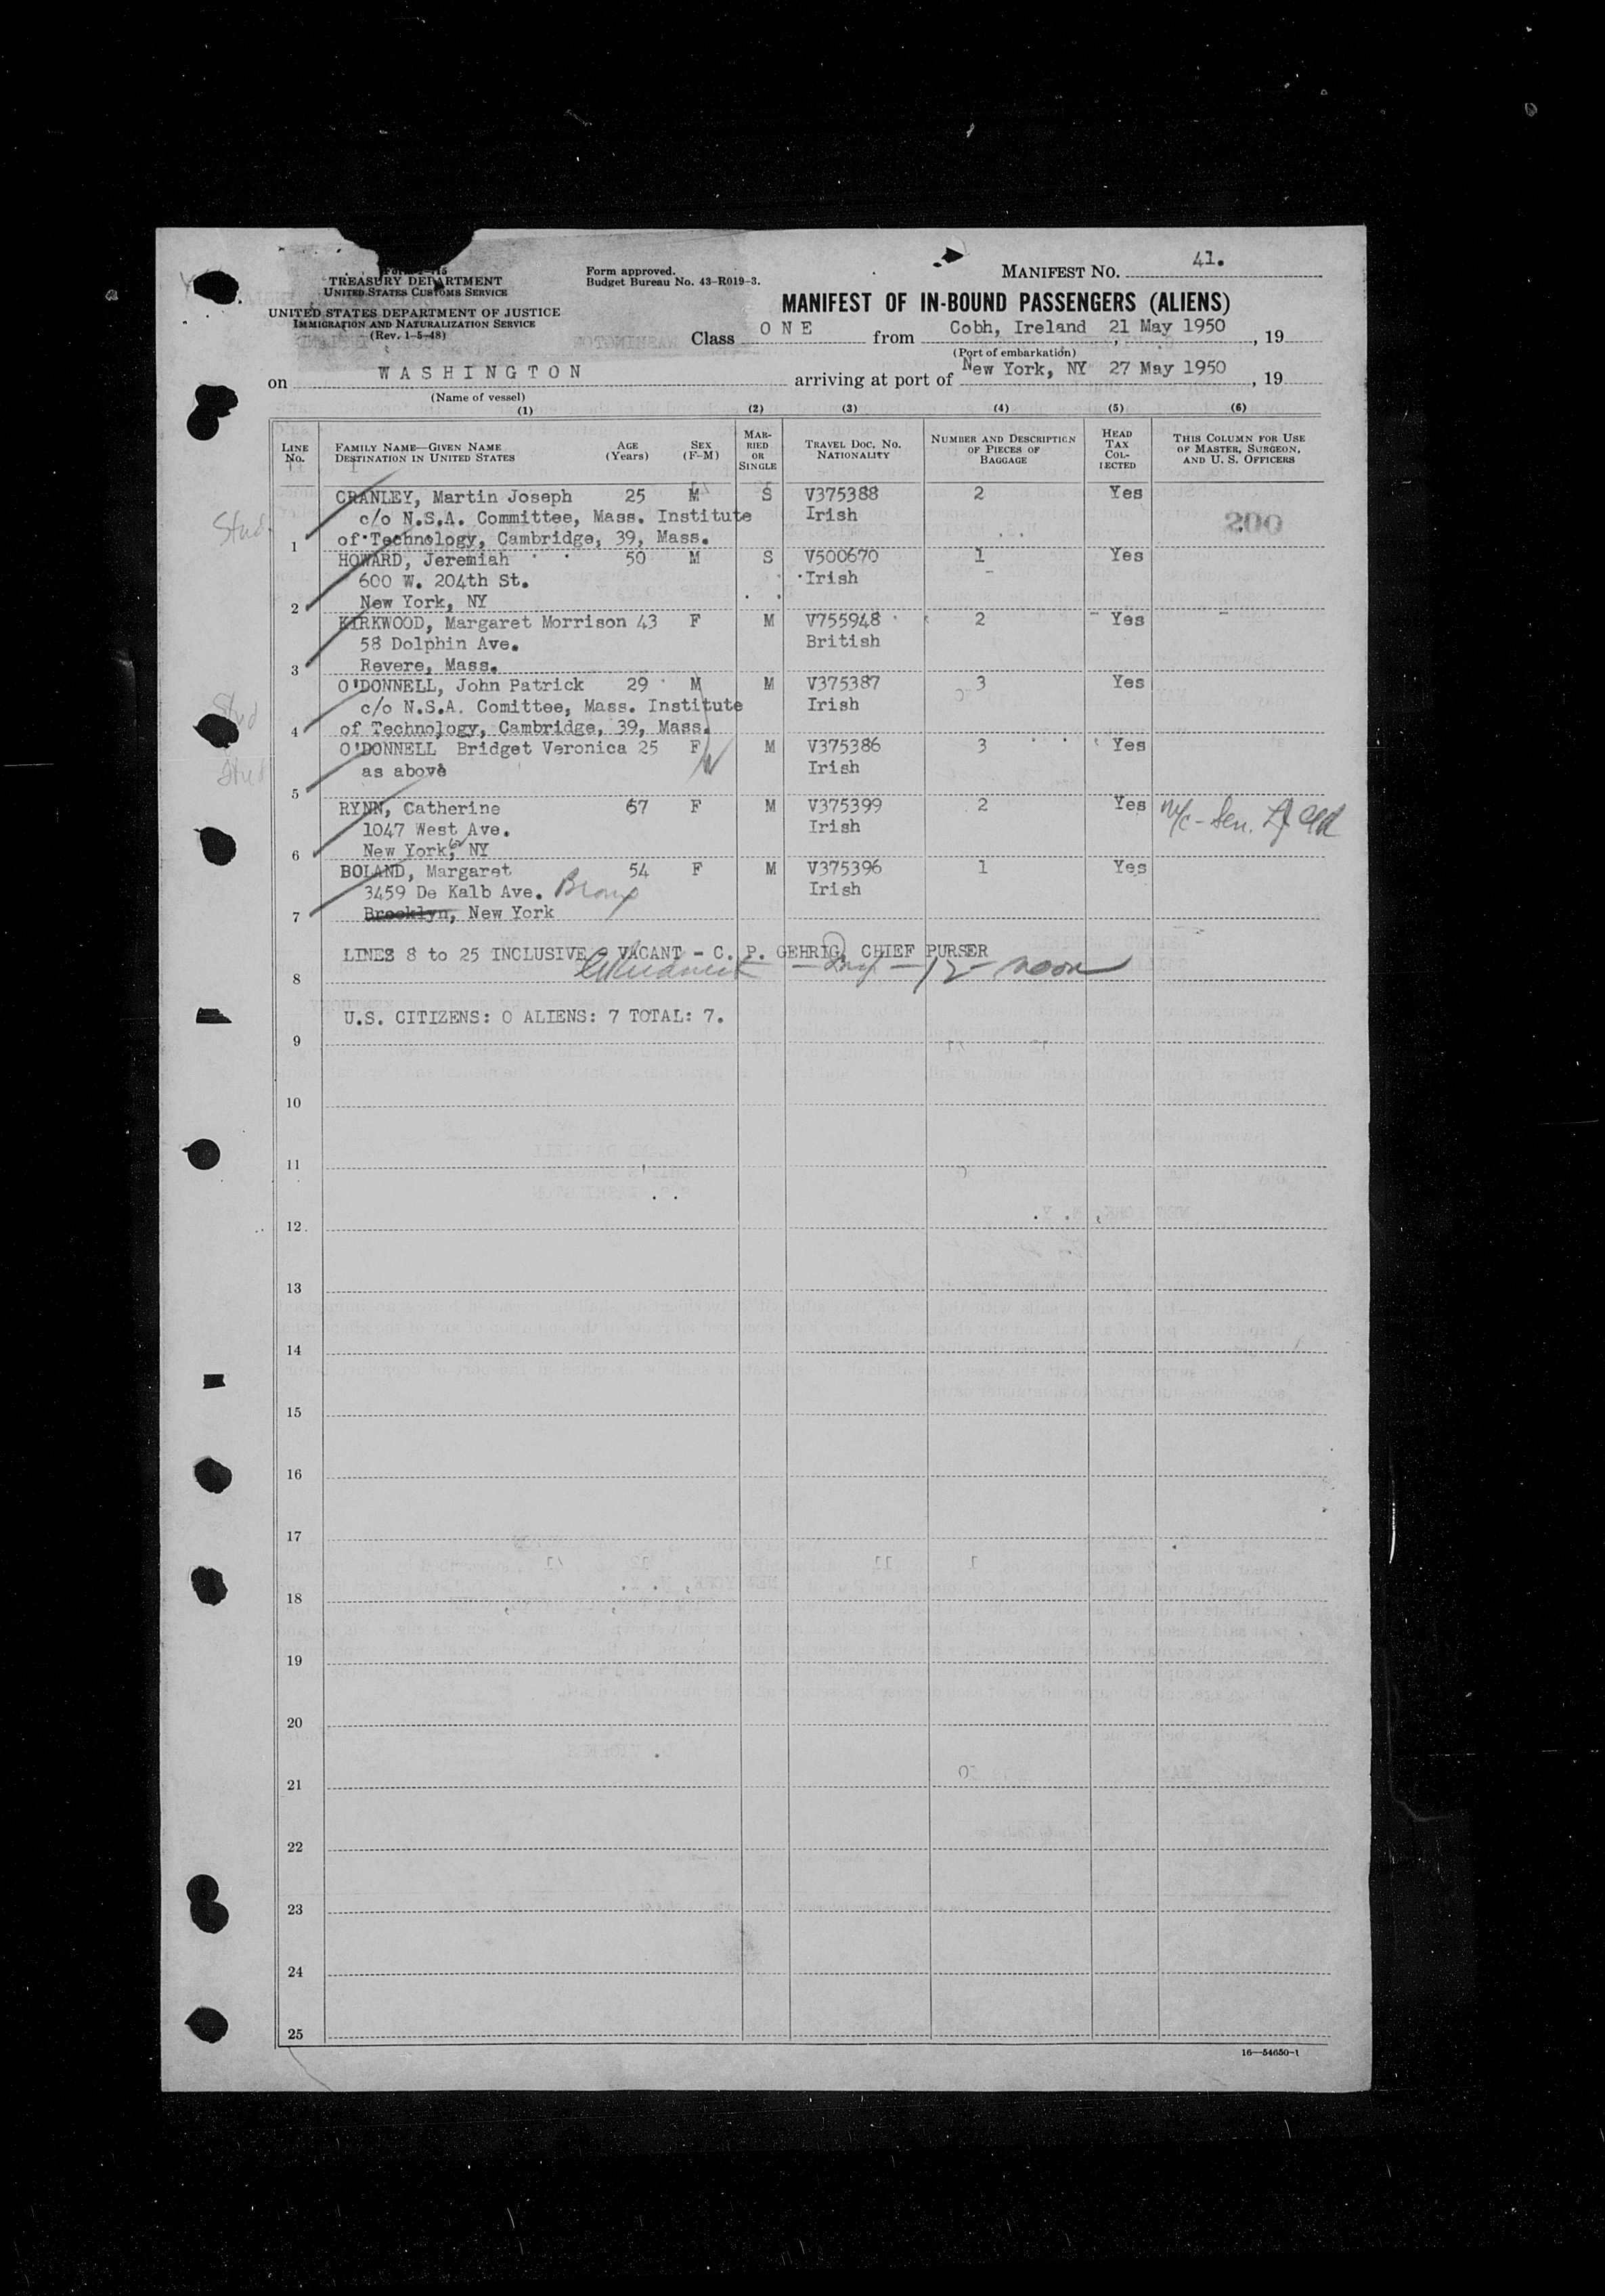 MANIFEST NO. 41.
Form I-415
TREASURY DEPARTMENT
UNITED STATES CUSTOMS SERVICE
Form approved.
Budget Bureau No. 43-R019-3.
UNITED STATES DEPARTMENT OF JUSTICE
IMMIGRATION AND NATURALIZATION SERVICE
(Rev. 1-5-48)
MANIFEST OF IN-BOUND PASSENGERS (ALIENS)
Class ONE from Cobh, Ireland, 21 May 1950, 19
(Port of embarkation)
on WASHINGTON arriving at port of New York, NY 27 May 1950, 19
(Name of vessel)
(1) (2) (3) (4) (5) (6)
LINE NO. FAMILY NAME—GIVEN NAME DESTINATION IN UNITED STATES AGE (Years) SEX (F-M) MARRIED OR SINGLE TRAVEL DOC. NO. NATIONALITY NUMBER AND DESCRIPTION OF PIECES OF BAGGAGE HEAD TAX COLLECTED THIS COLUMN FOR USE OF MASTER, SURGEON, AND U. S. OFFICERS
CRANLEY, Martin Joseph 25 M S V375388 2 Yes
c/o N.S.A. Committee, Mass. Institute Irish
Stud. 200
1 of Technology, Cambridge, 39, Mass.
HOWARD, Jeremiah 50 M S V500670 1 Yes
600 W. 204th St. Irish
2 New York, NY
KIRKWOOD, Margaret Morrison 43 F M V755948 2 Yes
58 Dolphin Ave. British
3 Revere, Mass.
O'DONNELL, John Patrick 29 M M V375387 3 Yes
Stud c/o N.S.A. Comittee, Mass. Institute Irish
4 of Technology, Cambridge, 39, Mass.
O'DONNELL Bridget Veronica 25 F M V375386 3 Yes
Stud as above Irish
5
RYNN, Catherine 67 F M V375399 2 Yes
1047 West Ave. Irish
6 New York, NY
BOLAND, Margaret 54 F M V375396 1 Yes
3459 De Kalb Ave. Bronx Irish
7 Brooklyn, New York
LINES 8 to 25 INCLUSIVE VACANT - C. P. GEHRIG, CHIEF PURSER
8 - 12 - noon
U.S. CITIZENS: 0 ALIENS: 7 TOTAL: 7.
9
10
11
12
13
14
15
16
17
18
19
20
21
22
23
24
25
16—54650-1